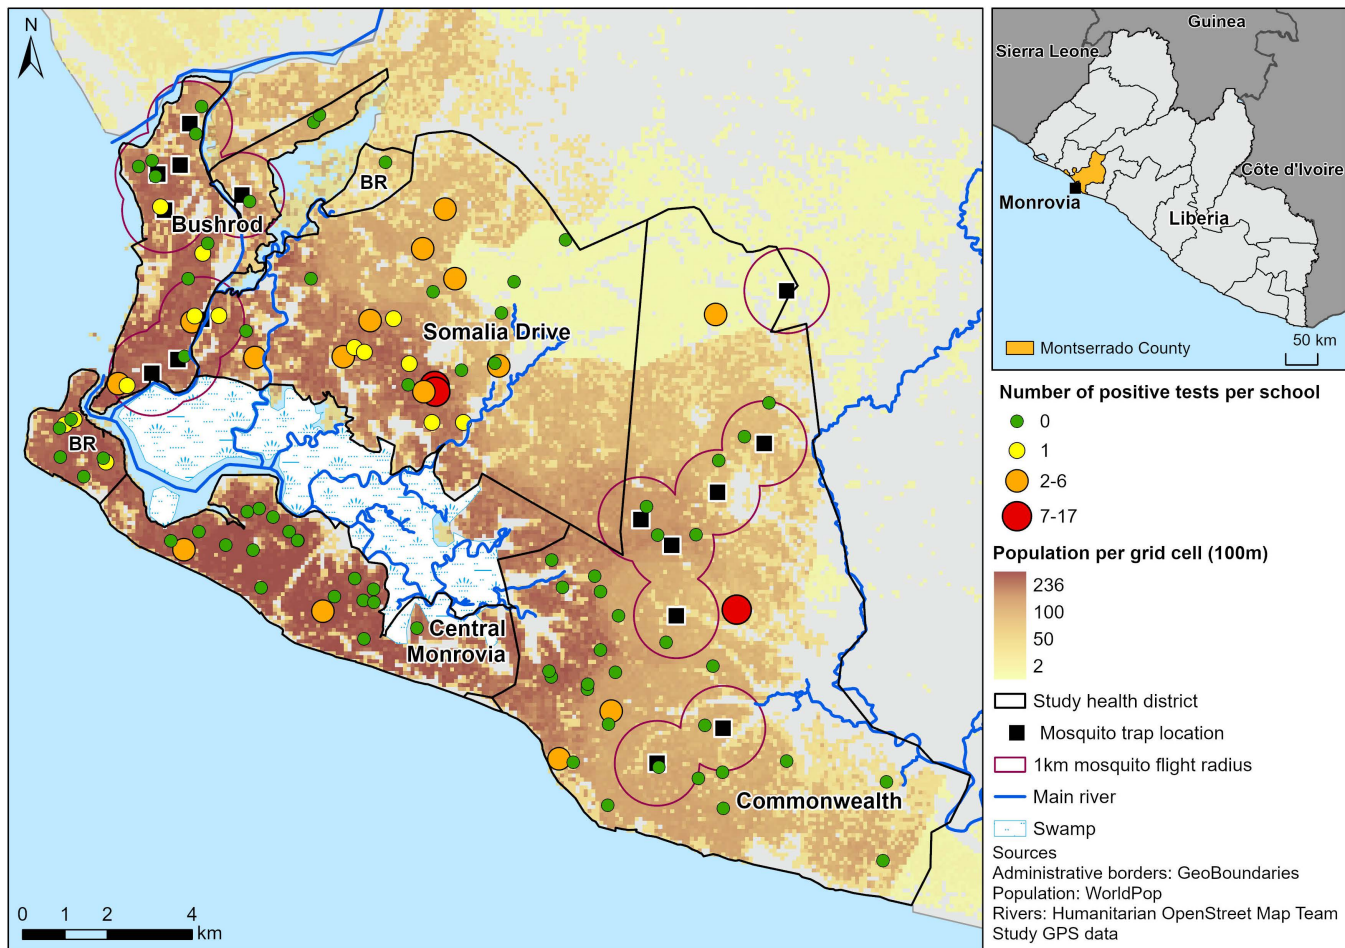 N
BR
Bushrod
Somalia Drive
BR
Central
Monrovia
Commonwealth
0 1 2 4
km
Guinea
Sierra Leone
Côte d'Ivoire
Monrovia
Liberia
50 km
Montserrado County
Number of positive tests per school
0
1
2-6
7-17
Population per grid cell (100m)
236
100
50
2
Study health district
Mosquito trap location
1km mosquito flight radius
Main river
Swamp
Sources
Administrative borders: GeoBoundaries
Population: WorldPop
Rivers: Humanitarian OpenStreet Map Team
Study GPS data